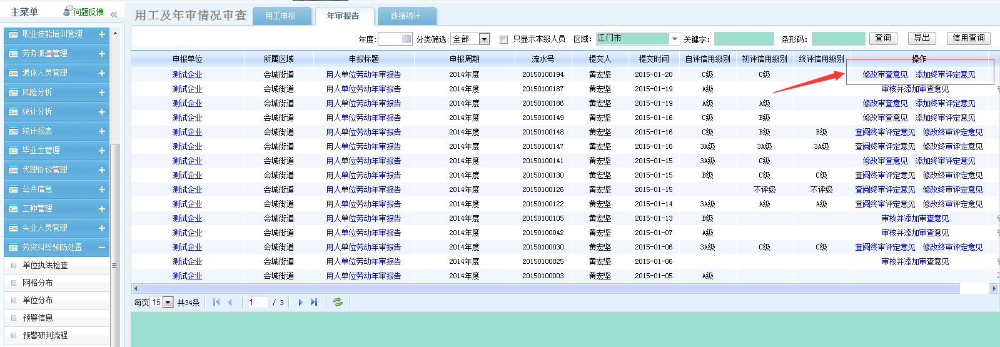 主菜单 问题反馈 «
职业技能培训管理
劳务派遣管理
退休人员管理
风险分析
统计分析
统计报表
毕业生管理
代理协议管理
公共信息
工种管理
失业人员管理
劳资纠纷预防处置
单位执法检查
网格分布
单位分布
预警信息
预警研判流程
用工及年审情况审查 用工申报 年审报告 数据统计
年度: 分类筛选: 全部 只显示本级人员 区域: 江门市 关键字: 条形码: 查询 导出 信用查询
申报单位 所属区域 申报标题 申报周期 流水号 提交人 提交时间 自评信用级别 初评信用级别 终评信用级别 操作
测试企业 会城街道 用人单位劳动年审报告 2014年度 20150100194 黄宏坚 2015-01-20 C级 C级 修改审查意见 添加终审评定意见
测试企业 会城街道 用人单位劳动年审报告 2014年度 20150100187 黄宏坚 2015-01-19 A级 审核并添加审查意见
测试企业 会城街道 用人单位劳动年审报告 2014年度 20150100186 黄宏坚 2015-01-19 A级 A级 修改审查意见 添加终审评定意见
测试企业 会城街道 用人单位劳动年审报告 2014年度 20150100149 黄宏坚 2015-01-16 C级 B级 修改审查意见 添加终审评定意见
测试企业 会城街道 用人单位劳动年审报告 2014年度 20150100148 黄宏坚 2015-01-16 C级 B级 B级 查阅终审评定意见 修改终审评定意见
测试企业 会城街道 用人单位劳动年审报告 2014年度 20150100147 黄宏坚 2015-01-16 3A级 3A级 3A级 查阅终审评定意见 修改终审评定意见
测试企业 会城街道 用人单位劳动年审报告 2014年度 20150100141 黄宏坚 2015-01-15 3A级 C级 修改审查意见 添加终审评定意见
测试企业 会城街道 用人单位劳动年审报告 2014年度 20150100130 黄宏坚 2015-01-15 B级 C级 C级 查阅终审评定意见 修改终审评定意见
测试企业 会城街道 用人单位劳动年审报告 2014年度 20150100126 黄宏坚 2015-01-15 不评级 不评级 查阅终审评定意见 修改终审评定意见
测试企业 会城街道 用人单位劳动年审报告 2014年度 20150100122 黄宏坚 2015-01-14 3A级 A级 A级 查阅终审评定意见 修改终审评定意见
测试企业 会城街道 用人单位劳动年审报告 2014年度 20150100105 黄宏坚 2015-01-13 B级 审核并添加审查意见
测试企业 会城街道 用人单位劳动年审报告 2014年度 20150100042 黄宏坚 2015-01-07 A级 审核并添加审查意见
测试企业 会城街道 用人单位劳动年审报告 2014年度 20150100030 黄宏坚 2015-01-06 3A级 C级 C级 查阅终审评定意见 修改终审评定意见
测试企业 会城街道 用人单位劳动年审报告 2014年度 20150100025 黄宏坚 2015-01-06 审核并添加审查意见
测试企业 会城街道 用人单位劳动年审报告 2014年度 20150100003 黄宏坚 2015-01-05 A级
每页 15 共34条 1 / 3